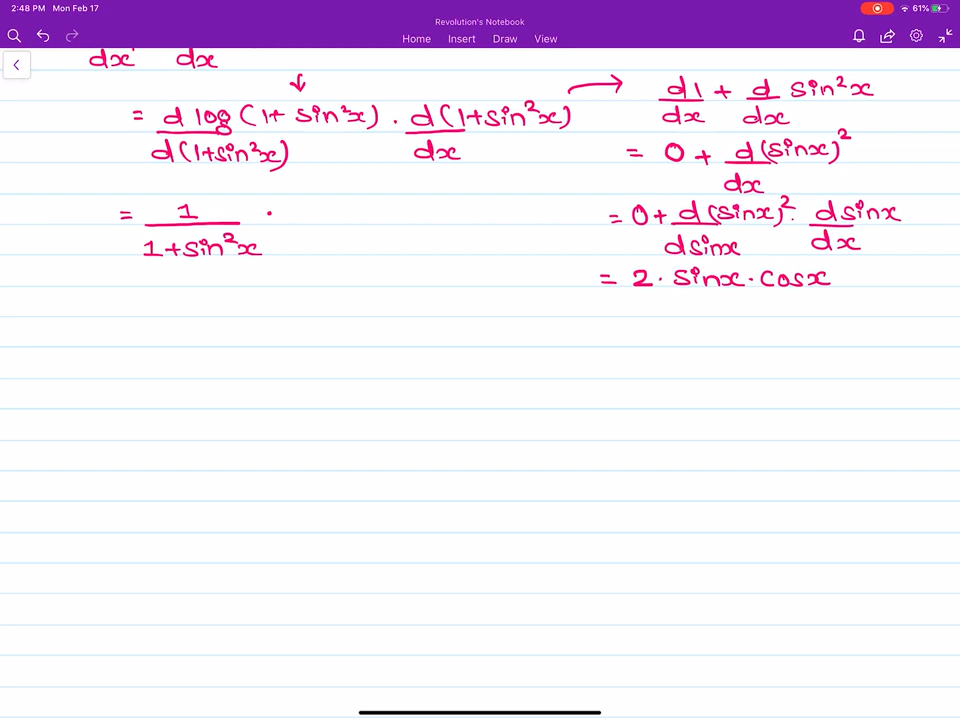 2:48 PM Mon Feb 17
61%
Revolution's Notebook
Home Insert Draw View
dx dx
= d log (1 + sin²x) / d(1+sin²x) · d(1+sin²x) / dx
= 1 / 1+sin²x ·
d1/dx + d/dx sin²x
= 0 + d(sinx)²/dx
= 0 + d(sinx)²/dsinx · dsinx/dx
= 2 · sinx · cosx